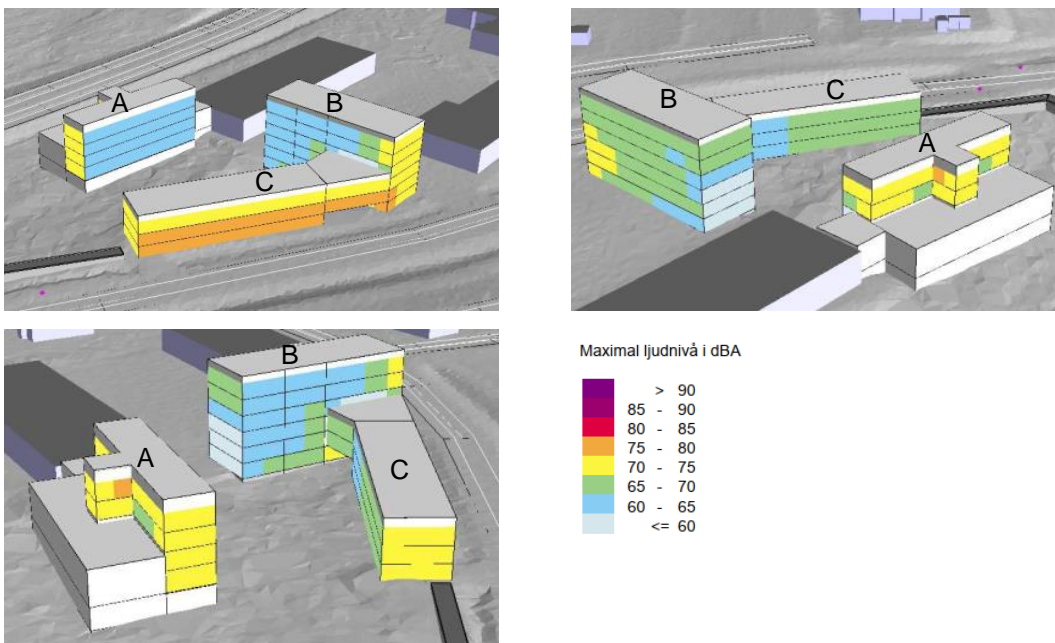 A
B
C
B
C
A
B
A
C
Maximal ljudnivå i dBA
> 90
85 - 90
80 - 85
75 - 80
70 - 75
65 - 70
60 - 65
<= 60